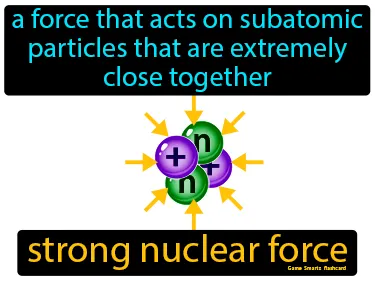 a force that acts on subatomic
particles that are extremely
close together
n
+
+
n
strong nuclear force
Game Smartz flashcard